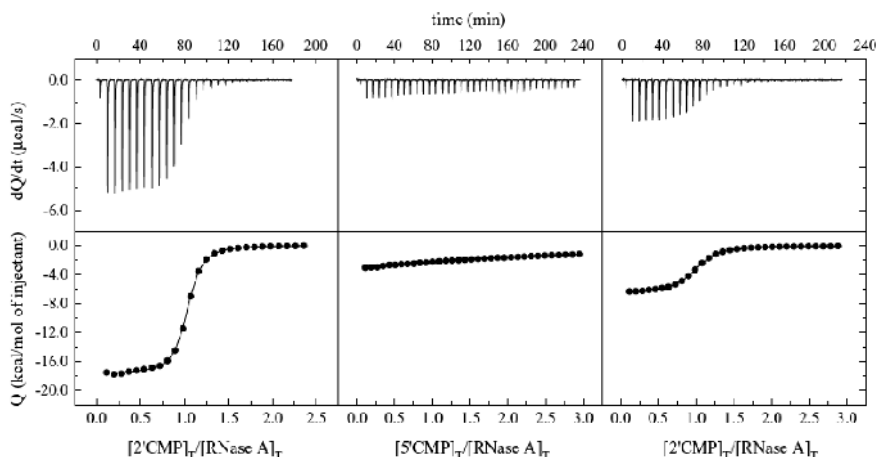 time (min)
0 40 80 120 160 200 0 40 80 120 160 200 240 0 40 80 120 160 200 240
0.0
-2.0
-4.0
-6.0
dQ/dt (μcal/s)
0.0
-4.0
-8.0
-12.0
-16.0
-20.0
Q (kcal/mol of injectant)
0.0 0.5 1.0 1.5 2.0 2.5 0.0 0.5 1.0 1.5 2.0 2.5 3.0 0.0 0.5 1.0 1.5 2.0 2.5 3.0
[2'CMP]T/[RNase A]T [5'CMP]T/[RNase A]T [2'CMP]T/[RNase A]T